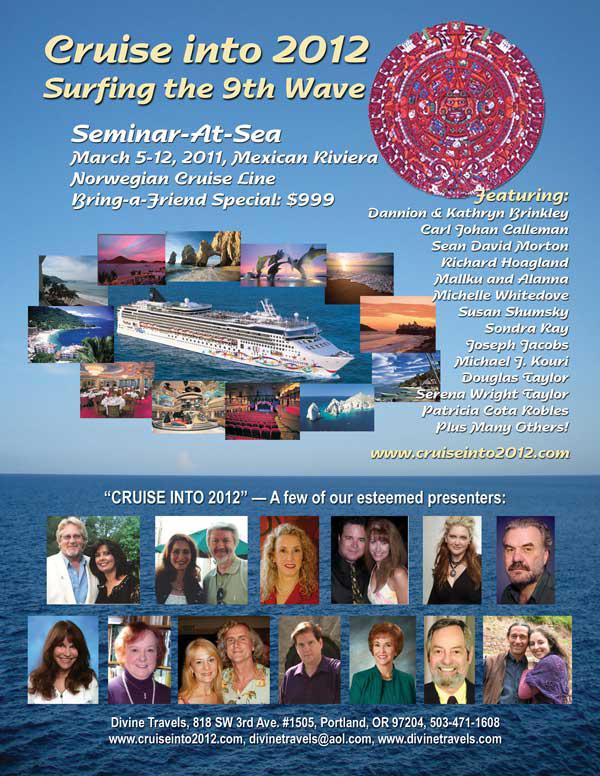 Cruise into 2012
Surfing the 9th Wave
Seminar-At-Sea
March 5-12, 2011, Mexican Riviera
Norwegian Cruise Line
Bring-a-Friend Special: $999
Featuring:
Dannion & Kathryn Brinkley
Carl Johan Calleman
Sean David Morton
Richard Hoagland
Mallku and Alanna
Michelle Whitedove
Susan Shumsky
Sondra Ray
Joseph Jacobs
Michael J. Kouri
Douglas Taylor
Serena Wright Taylor
Patricia Cota Robles
Plus Many Others!
www.cruiseinto2012.com
“CRUISE INTO 2012” — A few of our esteemed presenters:
Divine Travels, 818 SW 3rd Ave. #1505, Portland, OR 97204, 503-471-1608
www.cruiseinto2012.com, divinetravels@aol.com, www.divinetravels.com